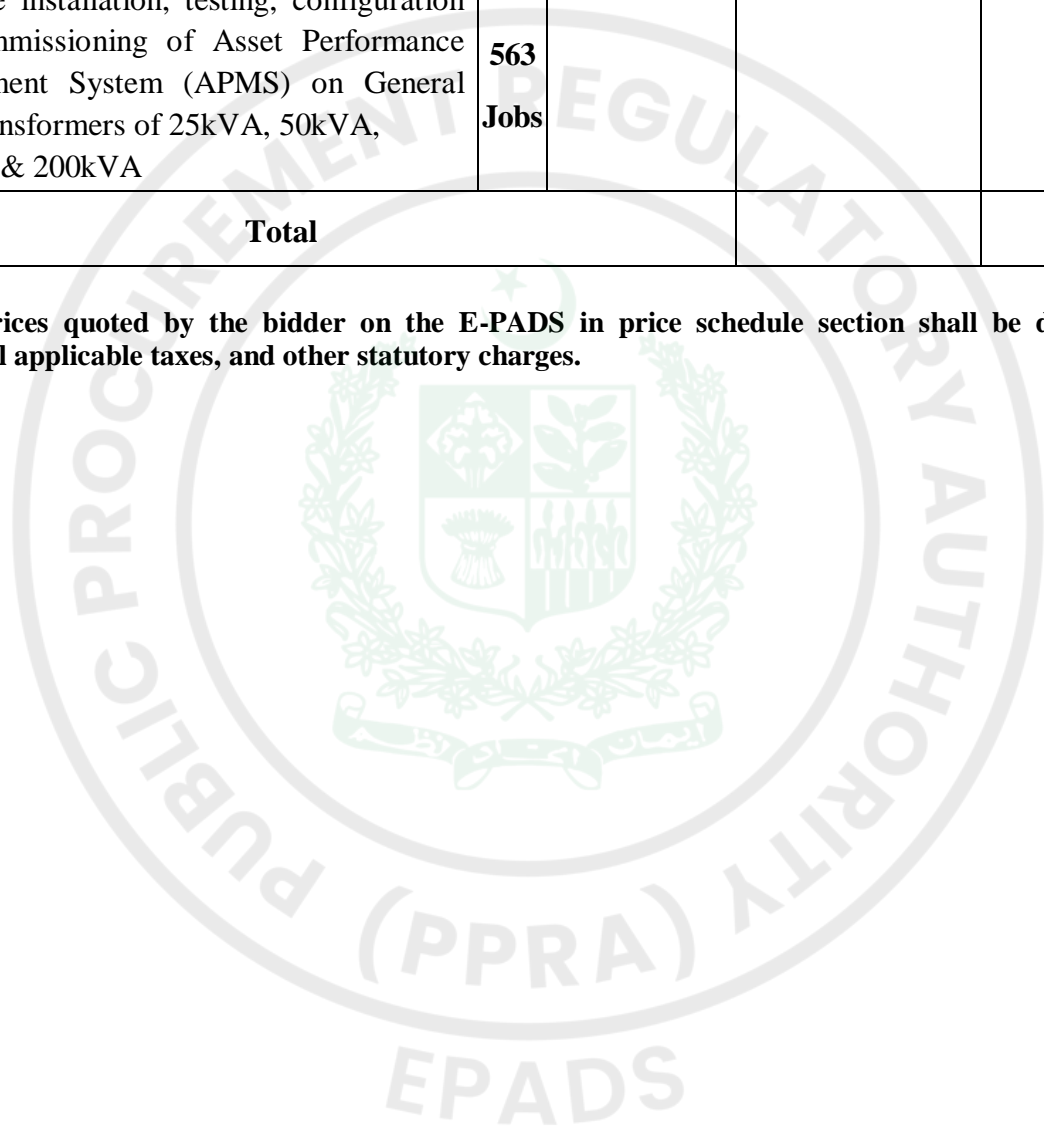 installation, testing, configuration
mmissioning of Asset Performance
ment System (APMS) on General
nsformers of 25kVA, 50kVA,
& 200kVA
563
Jobs
Total
rices quoted by the bidder on the E-PADS in price schedule section shall be d
l applicable taxes, and other statutory charges.
PUBLIC PROCUREMENT REGULATORY AUTHORITY
(PPRA)
EPADS